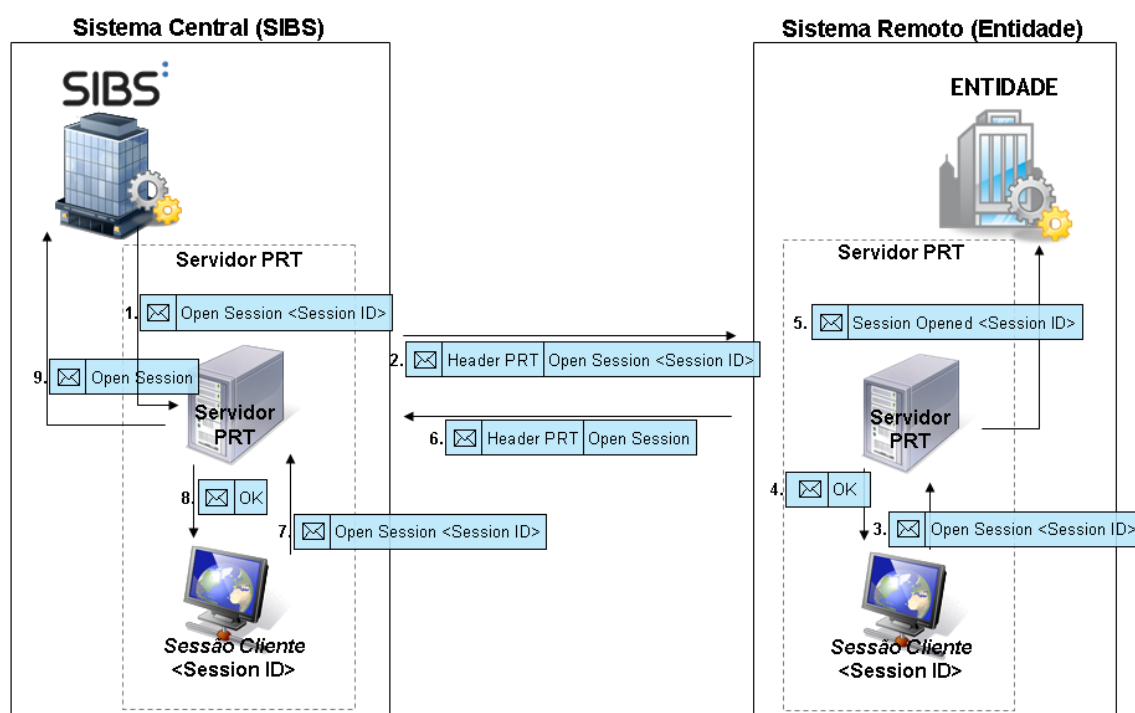 Sistema Central (SIBS)
Sistema Remoto (Entidade)
SIBS
ENTIDADE
Servidor PRT
Servidor PRT
1. Open Session <Session ID>
5. Session Opened <Session ID>
2. Header PRT Open Session <Session ID>
9. Open Session
Servidor
PRT
Servidor
PRT
6. Header PRT Open Session
8. OK
4. OK
7. Open Session <Session ID>
3. Open Session <Session ID>
Sessão Cliente
<Session ID>
Sessão Cliente
<Session ID>